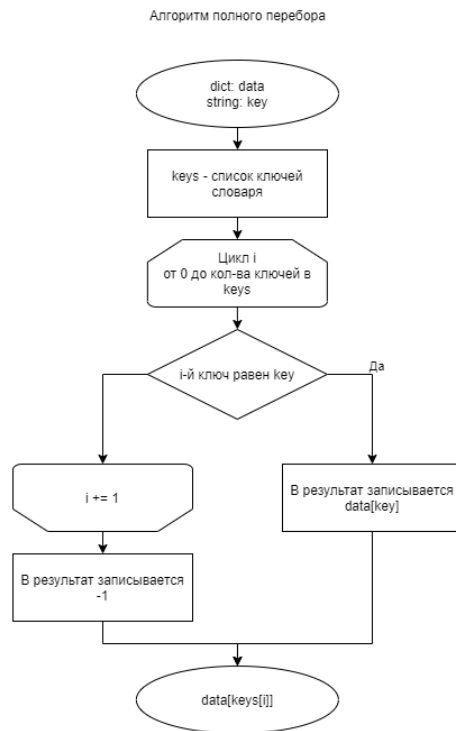 Алгоритм полного перебора
dict: data
string: key
keys - список ключей
словаря
Цикл i
от 0 до кол-ва ключей в
keys
i-й ключ равен key
Да
i += 1
В результат записывается
data[key]
В результат записывается
-1
data[keys[i]]